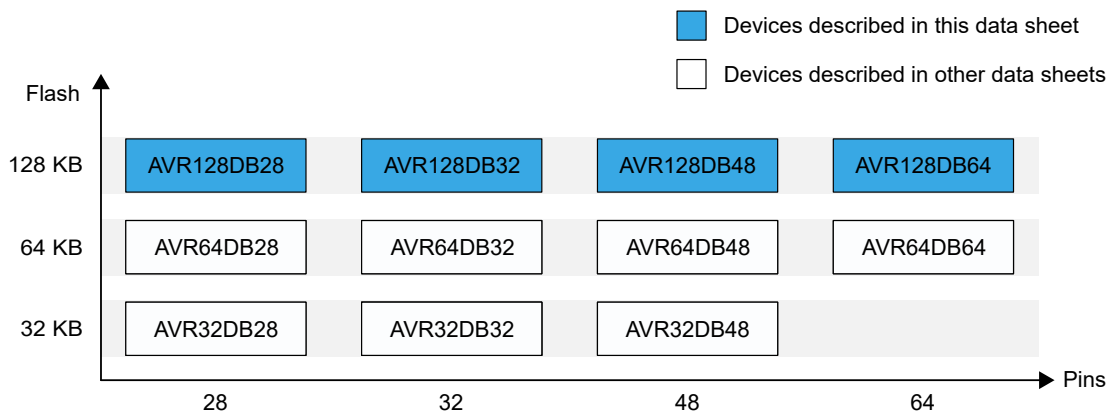 Devices described in this data sheet
Devices described in other data sheets
Flash
128 KB AVR128DB28 AVR128DB32 AVR128DB48 AVR128DB64
64 KB AVR64DB28 AVR64DB32 AVR64DB48 AVR64DB64
32 KB AVR32DB28 AVR32DB32 AVR32DB48
Pins
28 32 48 64